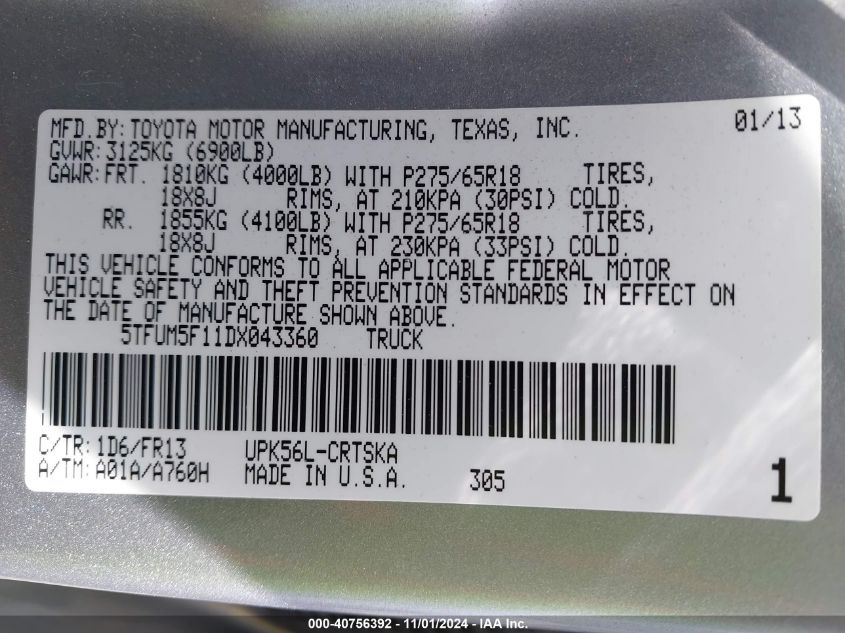 MFD.BY: TOYOTA MOTOR MANUFACTURING, TEXAS, INC. 01/13
GVWR: 3125KG (6900LB)
GAWR: FRT. 1810KG (4000LB) WITH P275/65R18 TIRES,
18X8J RIMS, AT 210KPA (30PSI) COLD.
RR. 1855KG (4100LB) WITH P275/65R18 TIRES,
18X8J RIMS, AT 230KPA (33PSI) COLD.
THIS VEHICLE CONFORMS TO ALL APPLICABLE FEDERAL MOTOR
VEHICLE SAFETY AND THEFT PREVENTION STANDARDS IN EFFECT ON
THE DATE OF MANUFACTURE SHOWN ABOVE.
5TFUM5F11DX043360 TRUCK
C/TR: 1D6/FR13 UPK56L-CRTSKA
A/TM: A01A/A760H MADE IN U.S.A. 305 1
000-40756392 - 11/01/2024 - IAA Inc.